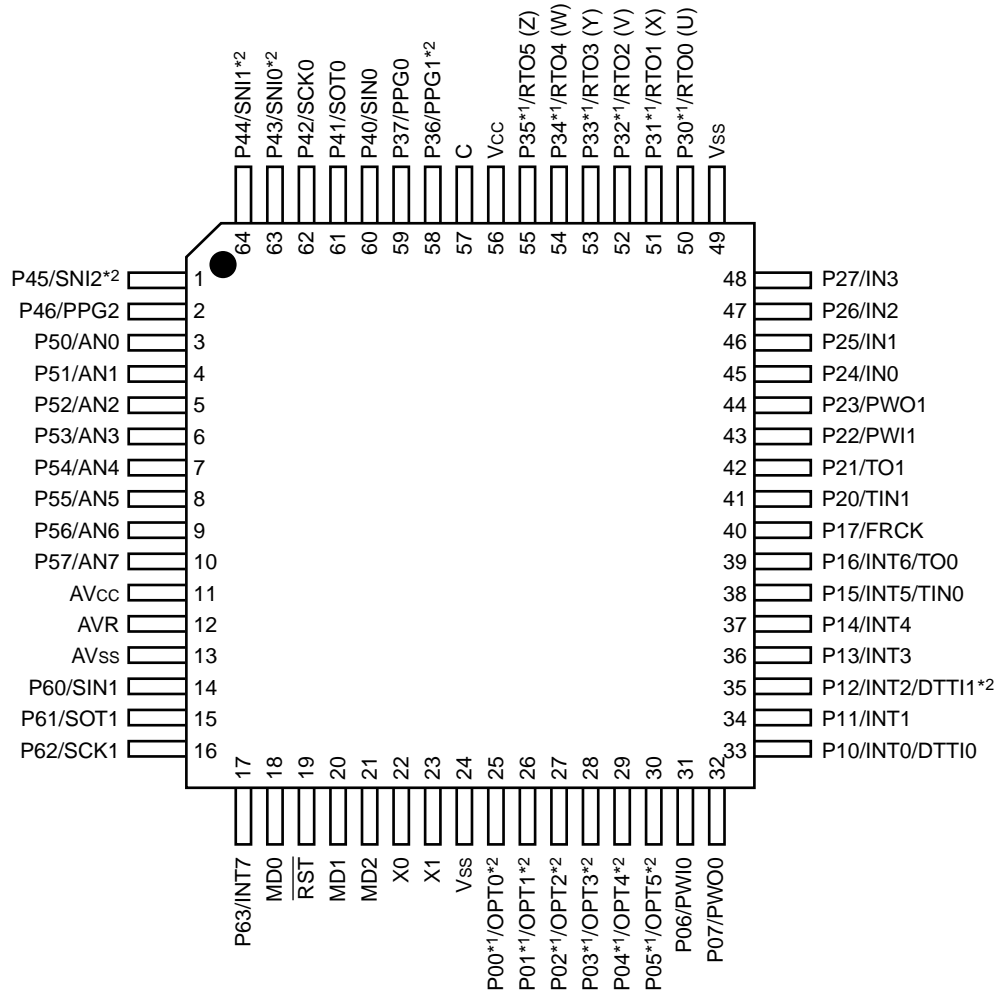 P44/SNI1*2
P43/SNI0*2
P42/SCK0
P41/SOT0
P40/SIN0
P37/PPG0
P36/PPG1*2
C
Vcc
P35*1/RTO5 (Z)
P34*1/RTO4 (W)
P33*1/RTO3 (Y)
P32*1/RTO2 (V)
P31*1/RTO1 (X)
P30*1/RTO0 (U)
Vss
64
63
62
61
60
59
58
57
56
55
54
53
52
51
50
49
P45/SNI2*2 1
P46/PPG2 2
P50/AN0 3
P51/AN1 4
P52/AN2 5
P53/AN3 6
P54/AN4 7
P55/AN5 8
P56/AN6 9
P57/AN7 10
AVcc 11
AVR 12
AVss 13
P60/SIN1 14
P61/SOT1 15
P62/SCK1 16
48 P27/IN3
47 P26/IN2
46 P25/IN1
45 P24/IN0
44 P23/PWO1
43 P22/PWI1
42 P21/TO1
41 P20/TIN1
40 P17/FRCK
39 P16/INT6/TO0
38 P15/INT5/TIN0
37 P14/INT4
36 P13/INT3
35 P12/INT2/DTTI1*2
34 P11/INT1
33 P10/INT0/DTTI0
17
18
19
20
21
22
23
24
25
26
27
28
29
30
31
32
P63/INT7
MD0
RST
MD1
MD2
X0
X1
Vss
P00*1/OPT0*2
P01*1/OPT1*2
P02*1/OPT2*2
P03*1/OPT3*2
P04*1/OPT4*2
P05*1/OPT5*2
P06/PWI0
P07/PWO0